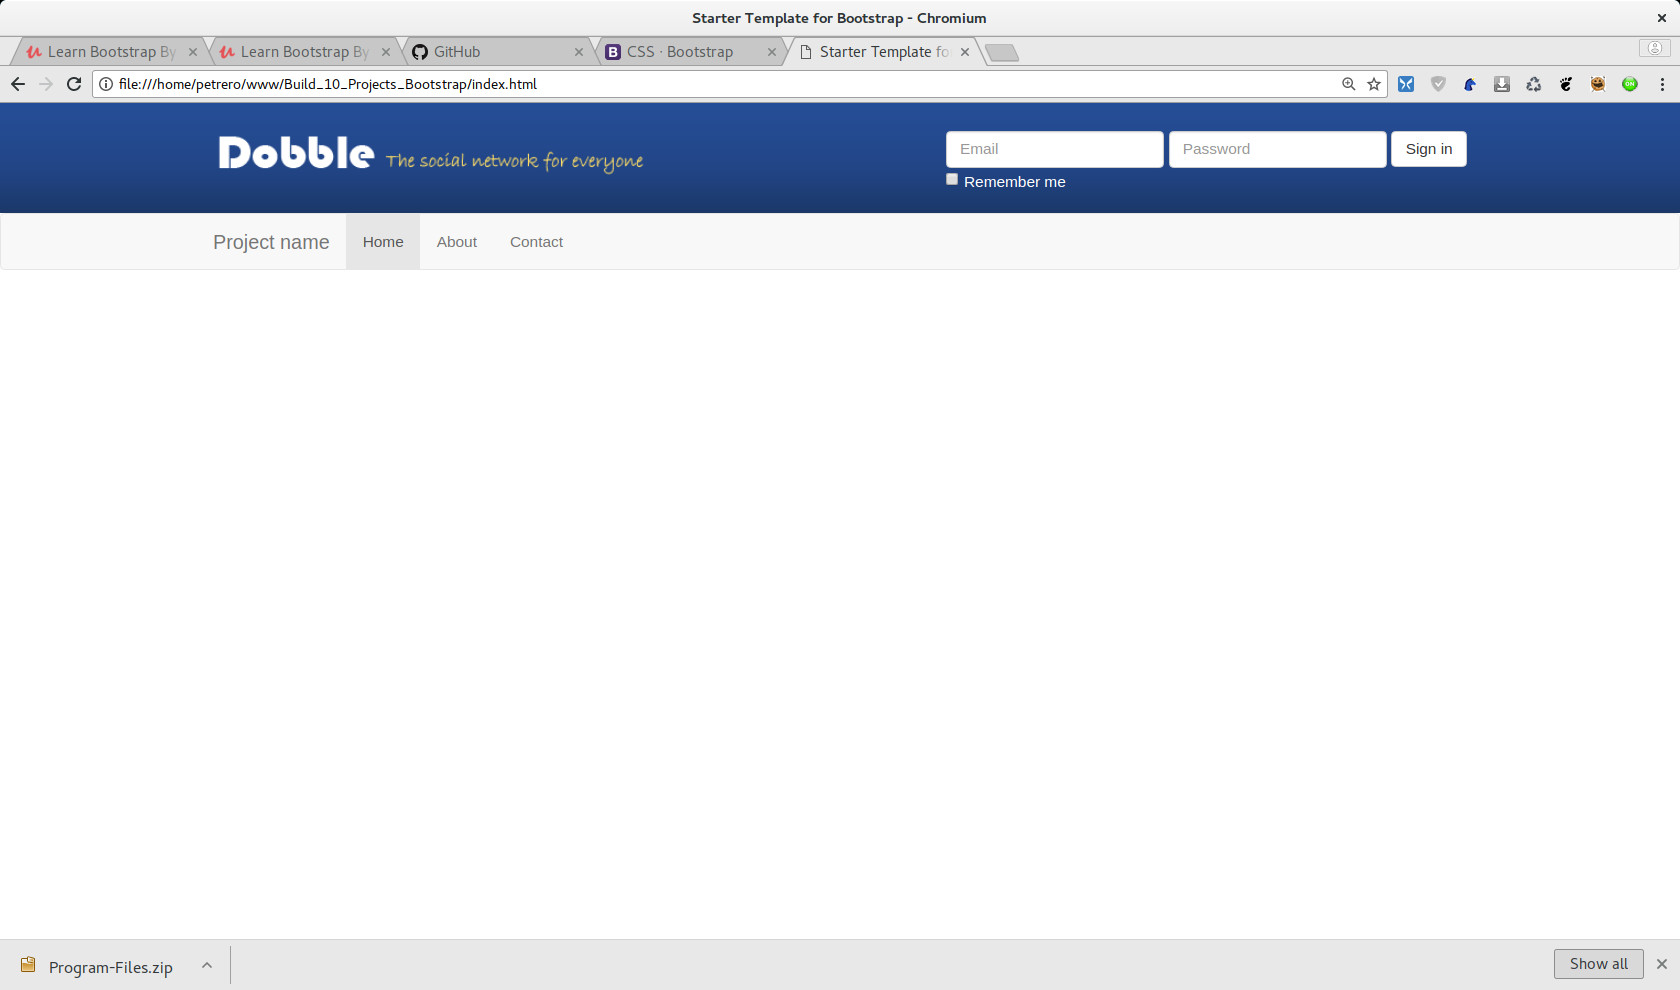 Starter Template for Bootstrap - Chromium
Learn Bootstrap By
Learn Bootstrap By
GitHub
CSS · Bootstrap
Starter Template fo
file:///home/petrero/www/Build_10_Projects_Bootstrap/index.html
ON
Dobble The social network for everyone
Email
Password
Sign in
Remember me
Project name
Home
About
Contact
Program-Files.zip
Show all